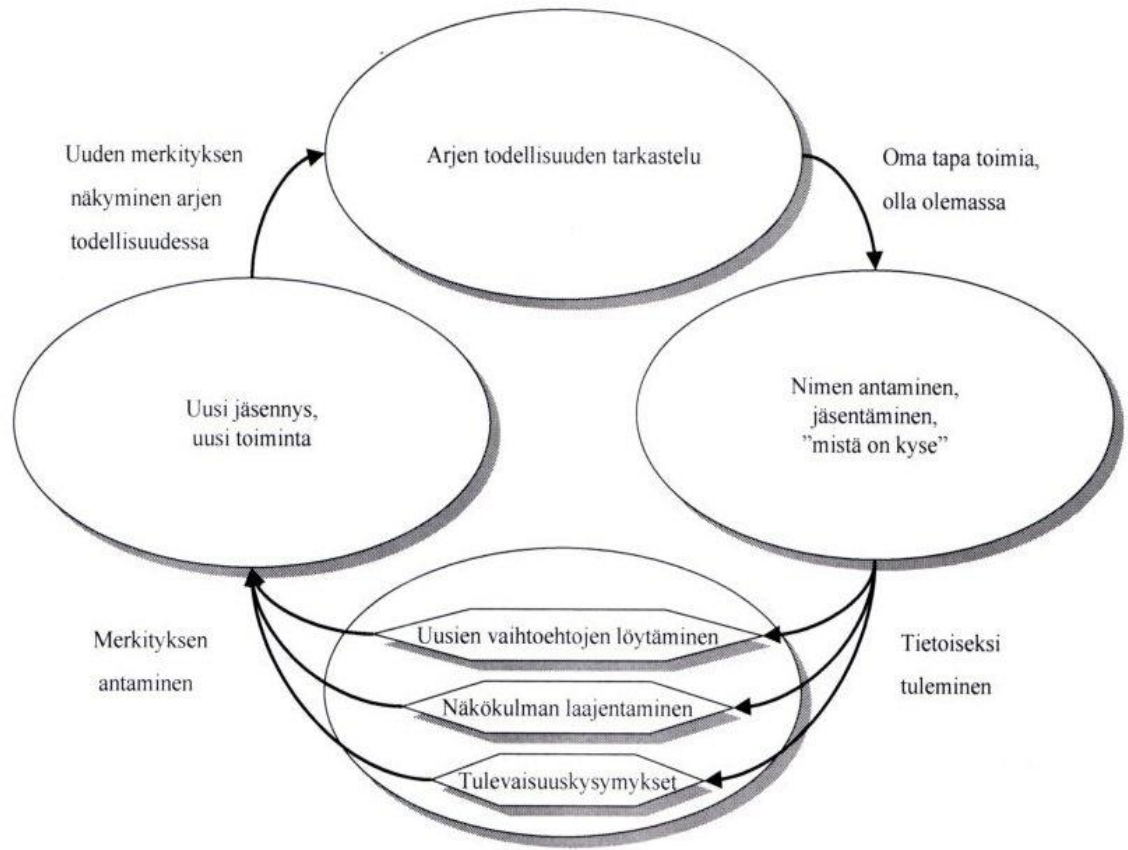 Arjen todellisuuden tarkastelu
Oma tapa toimia,
olla olemassa
Nimen antaminen,
jäsentäminen,
”mistä on kyse”
Tietoiseksi
tuleminen
Uusien vaihtoehtojen löytäminen
Näkökulman laajentaminen
Tulevaisuuskysymykset
Merkityksen
antaminen
Uusi jäsennys,
uusi toiminta
Uuden merkityksen
näkyminen arjen
todellisuudessa